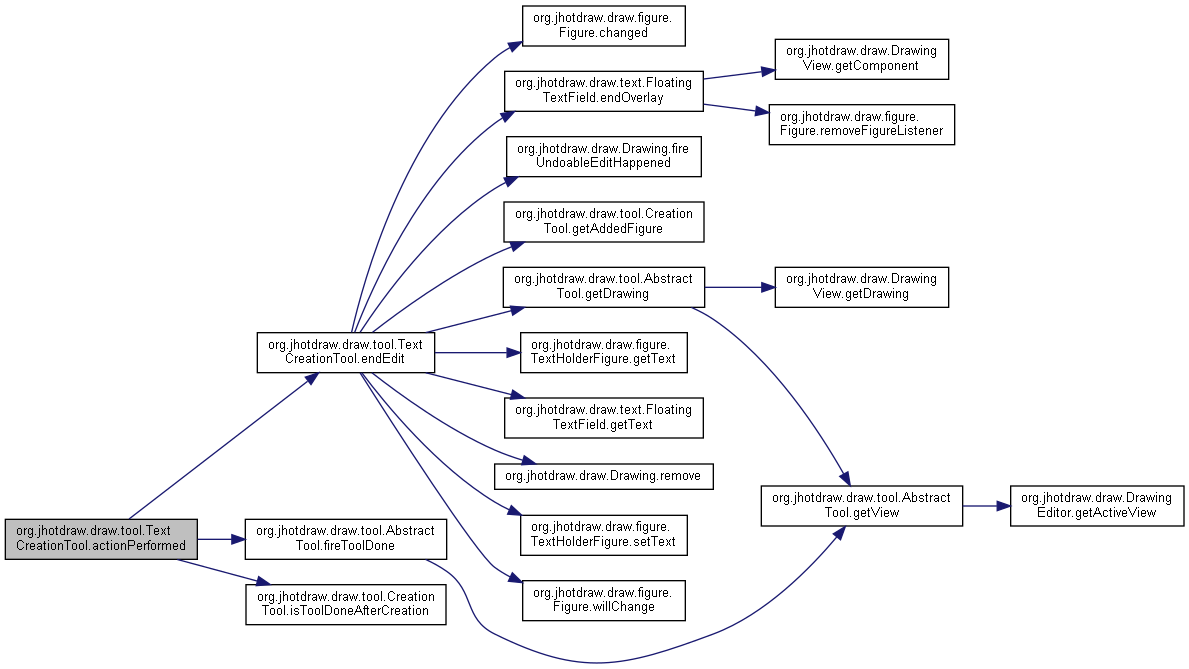 org.jhotdraw.draw.figure.
Figure.changed
org.jhotdraw.draw.Drawing
View.getComponent
org.jhotdraw.draw.text.Floating
TextField.endOverlay
org.jhotdraw.draw.figure.
Figure.removeFigureListener
org.jhotdraw.draw.Drawing.fire
UndoableEditHappened
org.jhotdraw.draw.tool.Creation
Tool.getAddedFigure
org.jhotdraw.draw.tool.Abstract
Tool.getDrawing
org.jhotdraw.draw.Drawing
View.getDrawing
org.jhotdraw.draw.tool.Text
CreationTool.endEdit
org.jhotdraw.draw.figure.
TextHolderFigure.getText
org.jhotdraw.draw.text.Floating
TextField.getText
org.jhotdraw.draw.Drawing.remove
org.jhotdraw.draw.tool.Abstract
Tool.getView
org.jhotdraw.draw.Drawing
Editor.getActiveView
org.jhotdraw.draw.tool.Text
CreationTool.actionPerformed
org.jhotdraw.draw.tool.Abstract
Tool.fireToolDone
org.jhotdraw.draw.figure.
TextHolderFigure.setText
org.jhotdraw.draw.tool.Creation
Tool.isToolDoneAfterCreation
org.jhotdraw.draw.figure.
Figure.willChange